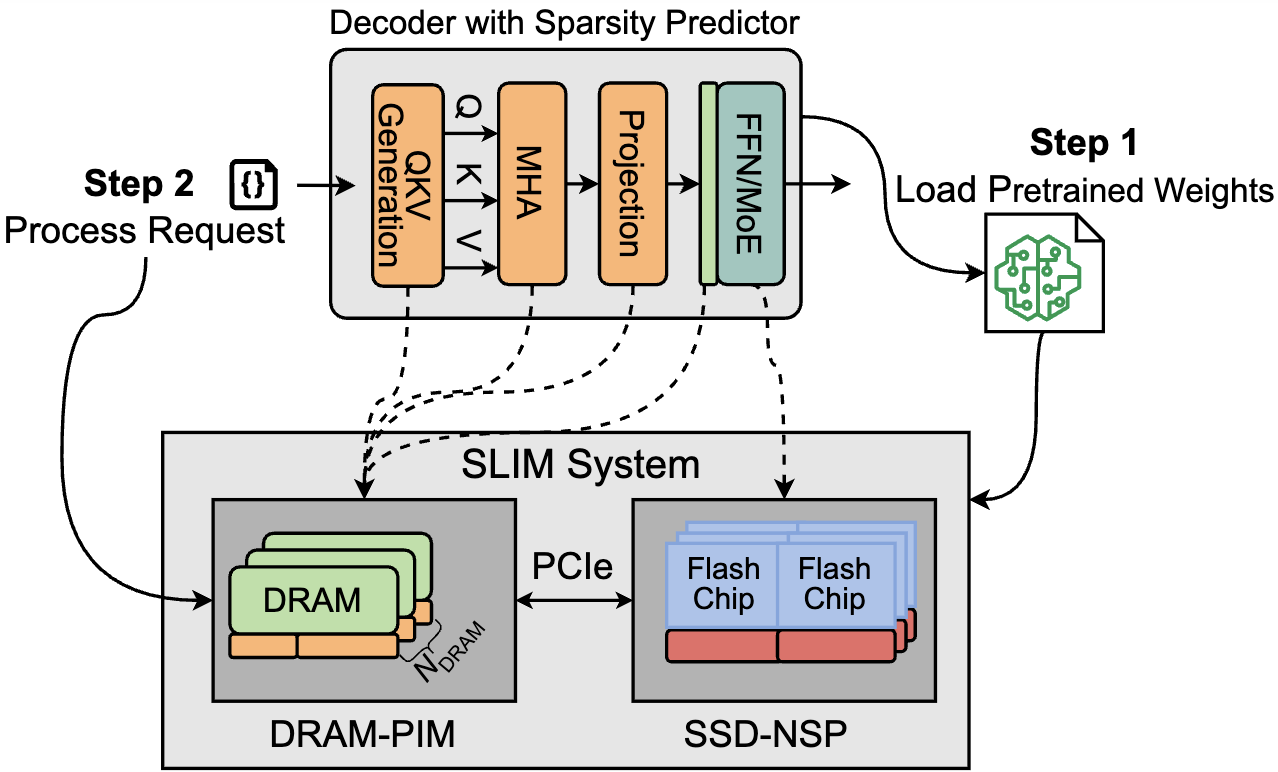 Decoder with Sparsity Predictor
QKV
Generation
Q
K
V
MHA
Projection
FFN/MoE
Step 1
Load Pretrained Weights
Step 2
{}
Process Request
SLIM System
DRAM
N'DRAM
PCIe
Flash
Chip
Flash
Chip
DRAM-PIM
SSD-NSP